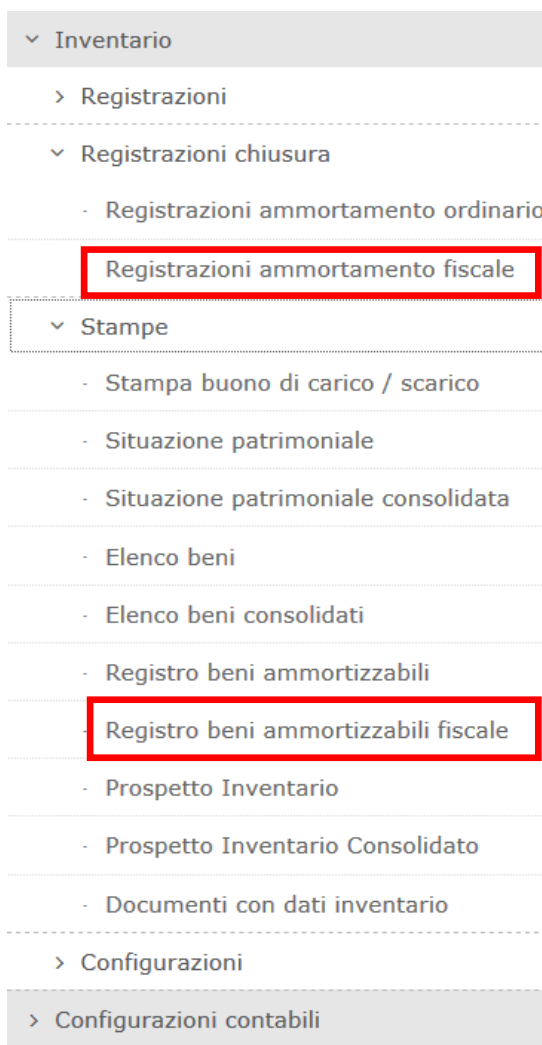 Inventario
Registrazioni
Registrazioni chiusura
Registrazioni ammortamento ordinario
Registrazioni ammortamento fiscale
Stampe
Stampa buono di carico / scarico
Situazione patrimoniale
Situazione patrimoniale consolidata
Elenco beni
Elenco beni consolidati
Registro beni ammortizzabili
Registro beni ammortizzabili fiscale
Prospetto Inventario
Prospetto Inventario Consolidato
Documenti con dati inventario
Configurazioni
Configurazioni contabili